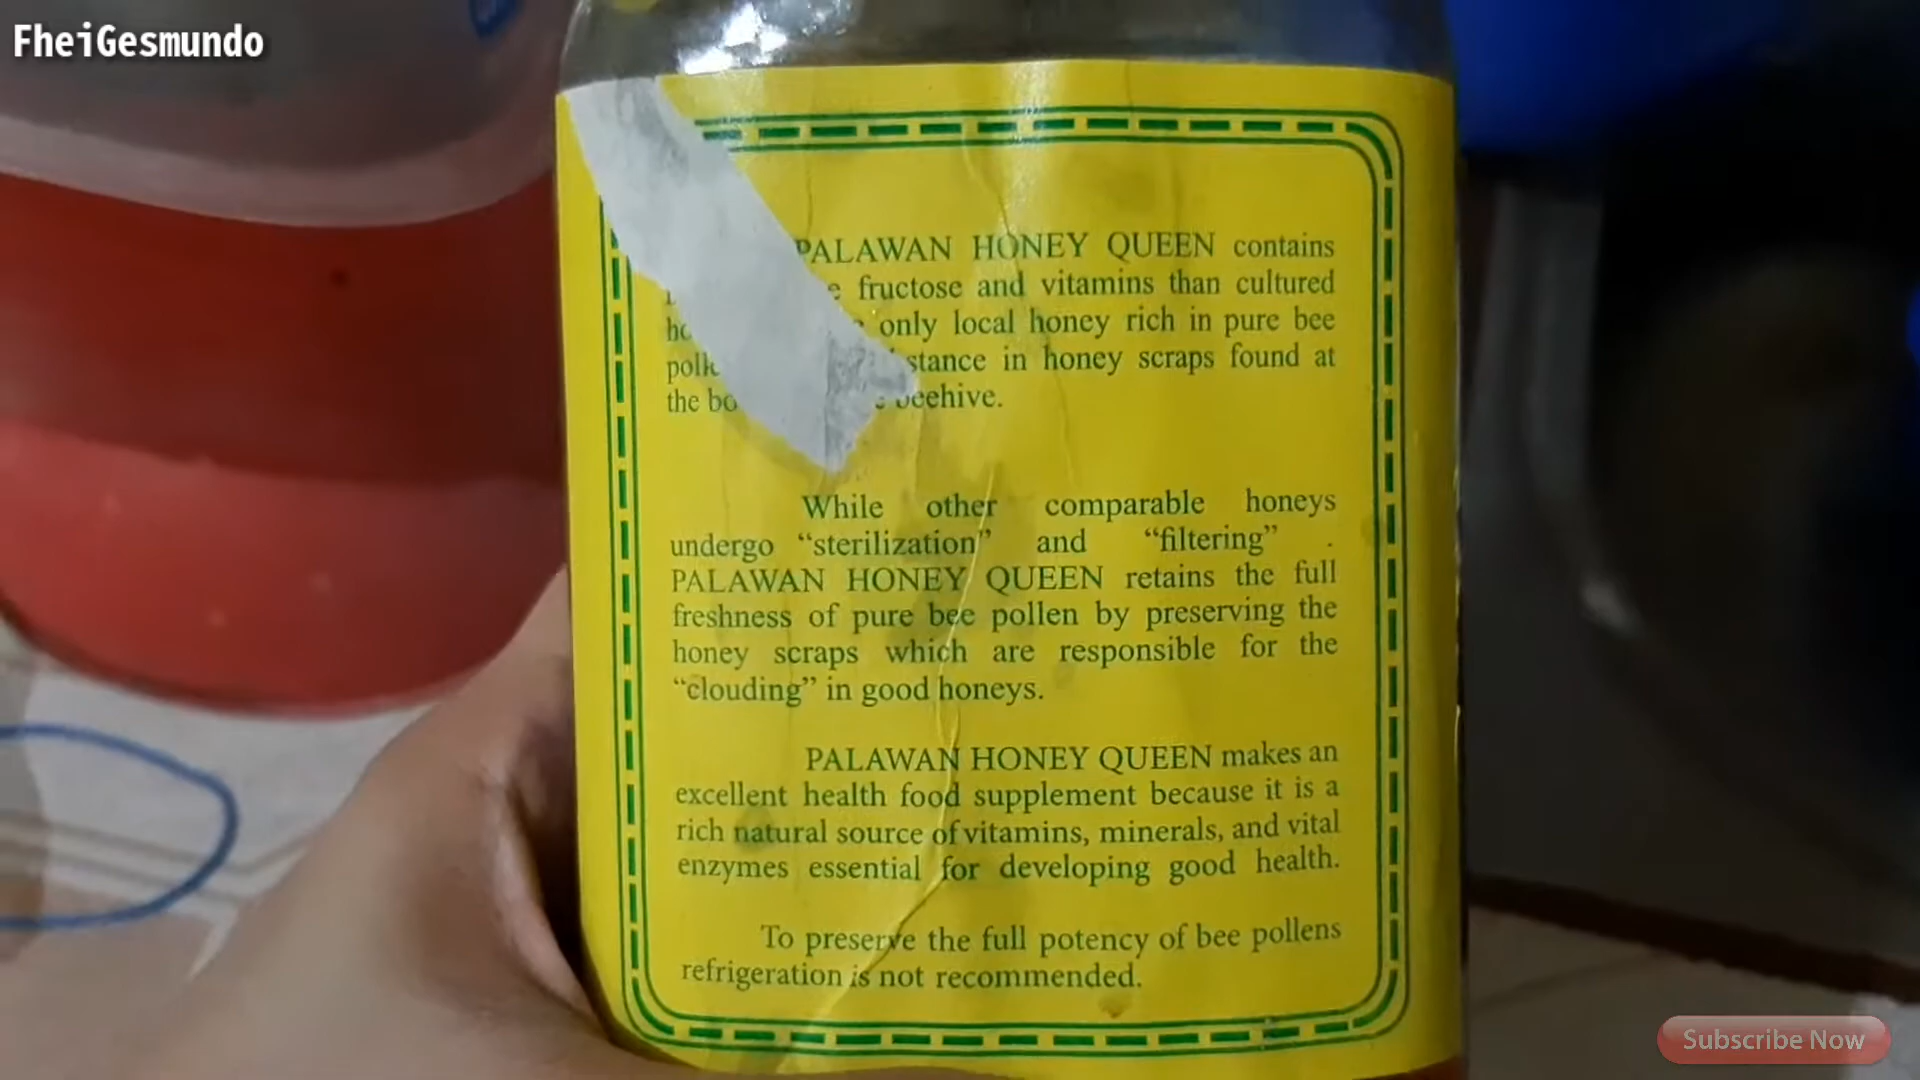 FheiGesmundo
PALAWAN HONEY QUEEN contains
fructose and vitamins than cultured
only local honey rich in pure bee
in honey scraps found at
the beehive.
While other comparable honeys
undergo “sterilization” and “filtering” .
PALAWAN HONEY QUEEN retains the full
freshness of pure bee pollen by preserving the
honey scraps which are responsible for the
“clouding” in good honeys.
PALAWAN HONEY QUEEN makes an
excellent health food supplement because it is a
rich natural source of vitamins, minerals, and vital
enzymes essential for developing good health.
To preserve the full potency of bee pollens
refrigeration is not recommended.
Subscribe Now